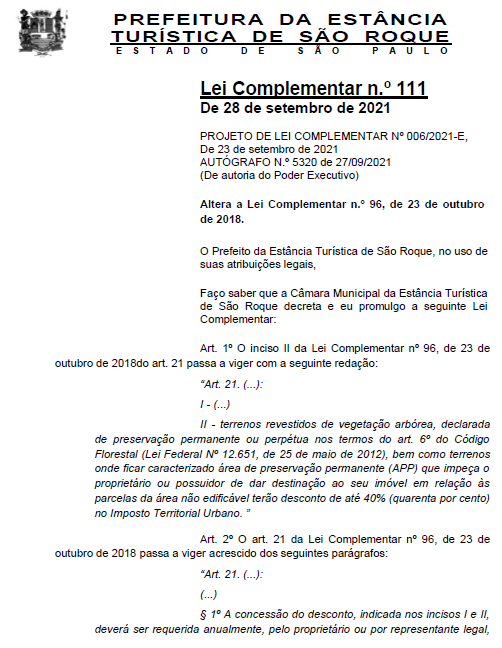 PREFEITURA DA ESTÂNCIA
TURÍSTICA DE SÃO ROQUE
ESTADO DE SÃO PAULO
Lei Complementar n.º 111
De 28 de setembro de 2021
PROJETO DE LEI COMPLEMENTAR Nº 006/2021-E,
De 23 de setembro de 2021
AUTÓGRAFO N.º 5320 de 27/09/2021
(De autoria do Poder Executivo)
Altera a Lei Complementar n.º 96, de 23 de outubro
de 2018.
O Prefeito da Estância Turística de São Roque, no uso de
suas atribuições legais,
Faço saber que a Câmara Municipal da Estância Turística
de São Roque decreta e eu promulgo a seguinte Lei
Complementar:
Art. 1º O inciso II da Lei Complementar nº 96, de 23 de
outubro de 2018do art. 21 passa a viger com a seguinte redação:
“Art. 21. (...):
I - (...)
II - terrenos revestidos de vegetação arbórea, declarada
de preservação permanente ou perpétua nos termos do art. 6º do Código
Florestal (Lei Federal Nº 12.651, de 25 de maio de 2012), bem como terrenos
onde ficar caracterizado área de preservação permanente (APP) que impeça o
proprietário ou possuidor de dar destinação ao seu imóvel em relação às
parcelas da área não edificável terão desconto de até 40% (quarenta por cento)
no Imposto Territorial Urbano. ”
Art. 2º O art. 21 da Lei Complementar nº 96, de 23 de
outubro de 2018 passa a viger acrescido dos seguintes parágrafos:
“Art. 21. (...):
(...)
§ 1º A concessão do desconto, indicada nos incisos I e II,
deverá ser requerida anualmente, pelo proprietário ou por representante legal,